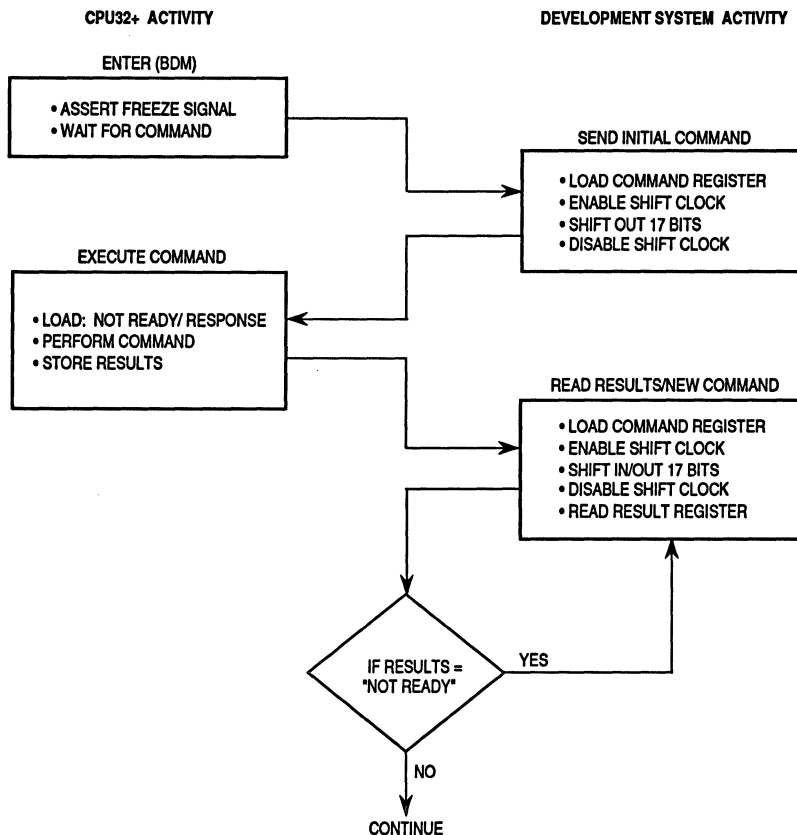 CPU32+ ACTIVITY
DEVELOPMENT SYSTEM ACTIVITY
ENTER (BDM)
• ASSERT FREEZE SIGNAL
• WAIT FOR COMMAND
SEND INITIAL COMMAND
• LOAD COMMAND REGISTER
• ENABLE SHIFT CLOCK
• SHIFT OUT 17 BITS
• DISABLE SHIFT CLOCK
EXECUTE COMMAND
• LOAD: NOT READY/ RESPONSE
• PERFORM COMMAND
• STORE RESULTS
READ RESULTS/NEW COMMAND
• LOAD COMMAND REGISTER
• ENABLE SHIFT CLOCK
• SHIFT IN/OUT 17 BITS
• DISABLE SHIFT CLOCK
• READ RESULT REGISTER
IF RESULTS =
"NOT READY"
YES
NO
CONTINUE